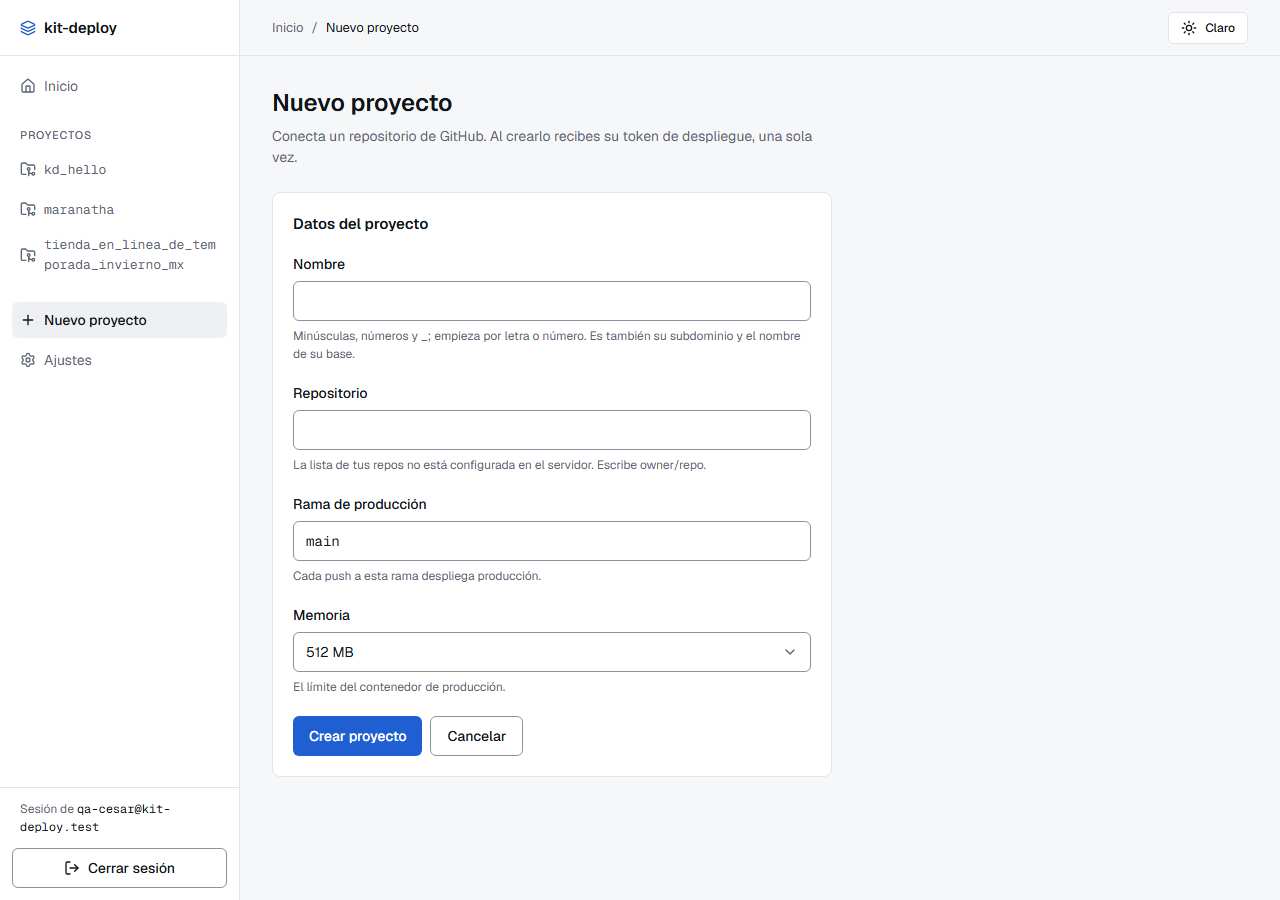 kit-deploy
Inicio / Nuevo proyecto
Claro
Inicio
PROYECTOS
kd_hello
maranatha
tienda_en_linea_de_tem
porada_invierno_mx
Nuevo proyecto
Ajustes
Sesión de qa-cesar@kit-
deploy.test
Cerrar sesión
Nuevo proyecto
Conecta un repositorio de GitHub. Al crearlo recibes su token de despliegue, una sola
vez.
Datos del proyecto
Nombre
Minúsculas, números y _; empieza por letra o número. Es también su subdominio y el nombre
de su base.
Repositorio
La lista de tus repos no está configurada en el servidor. Escribe owner/repo.
Rama de producción
main
Cada push a esta rama despliega producción.
Memoria
512 MB
El límite del contenedor de producción.
Crear proyecto
Cancelar